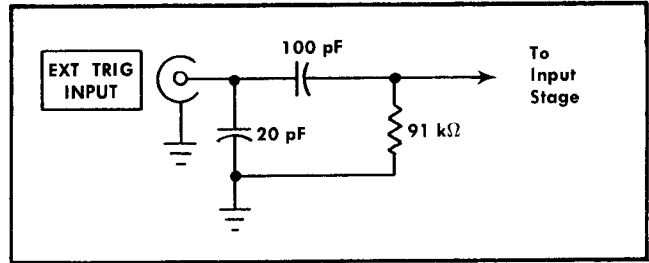 EXT TRIG
INPUT
100 pF
To
Input
Stage
20 pF
91 kΩ